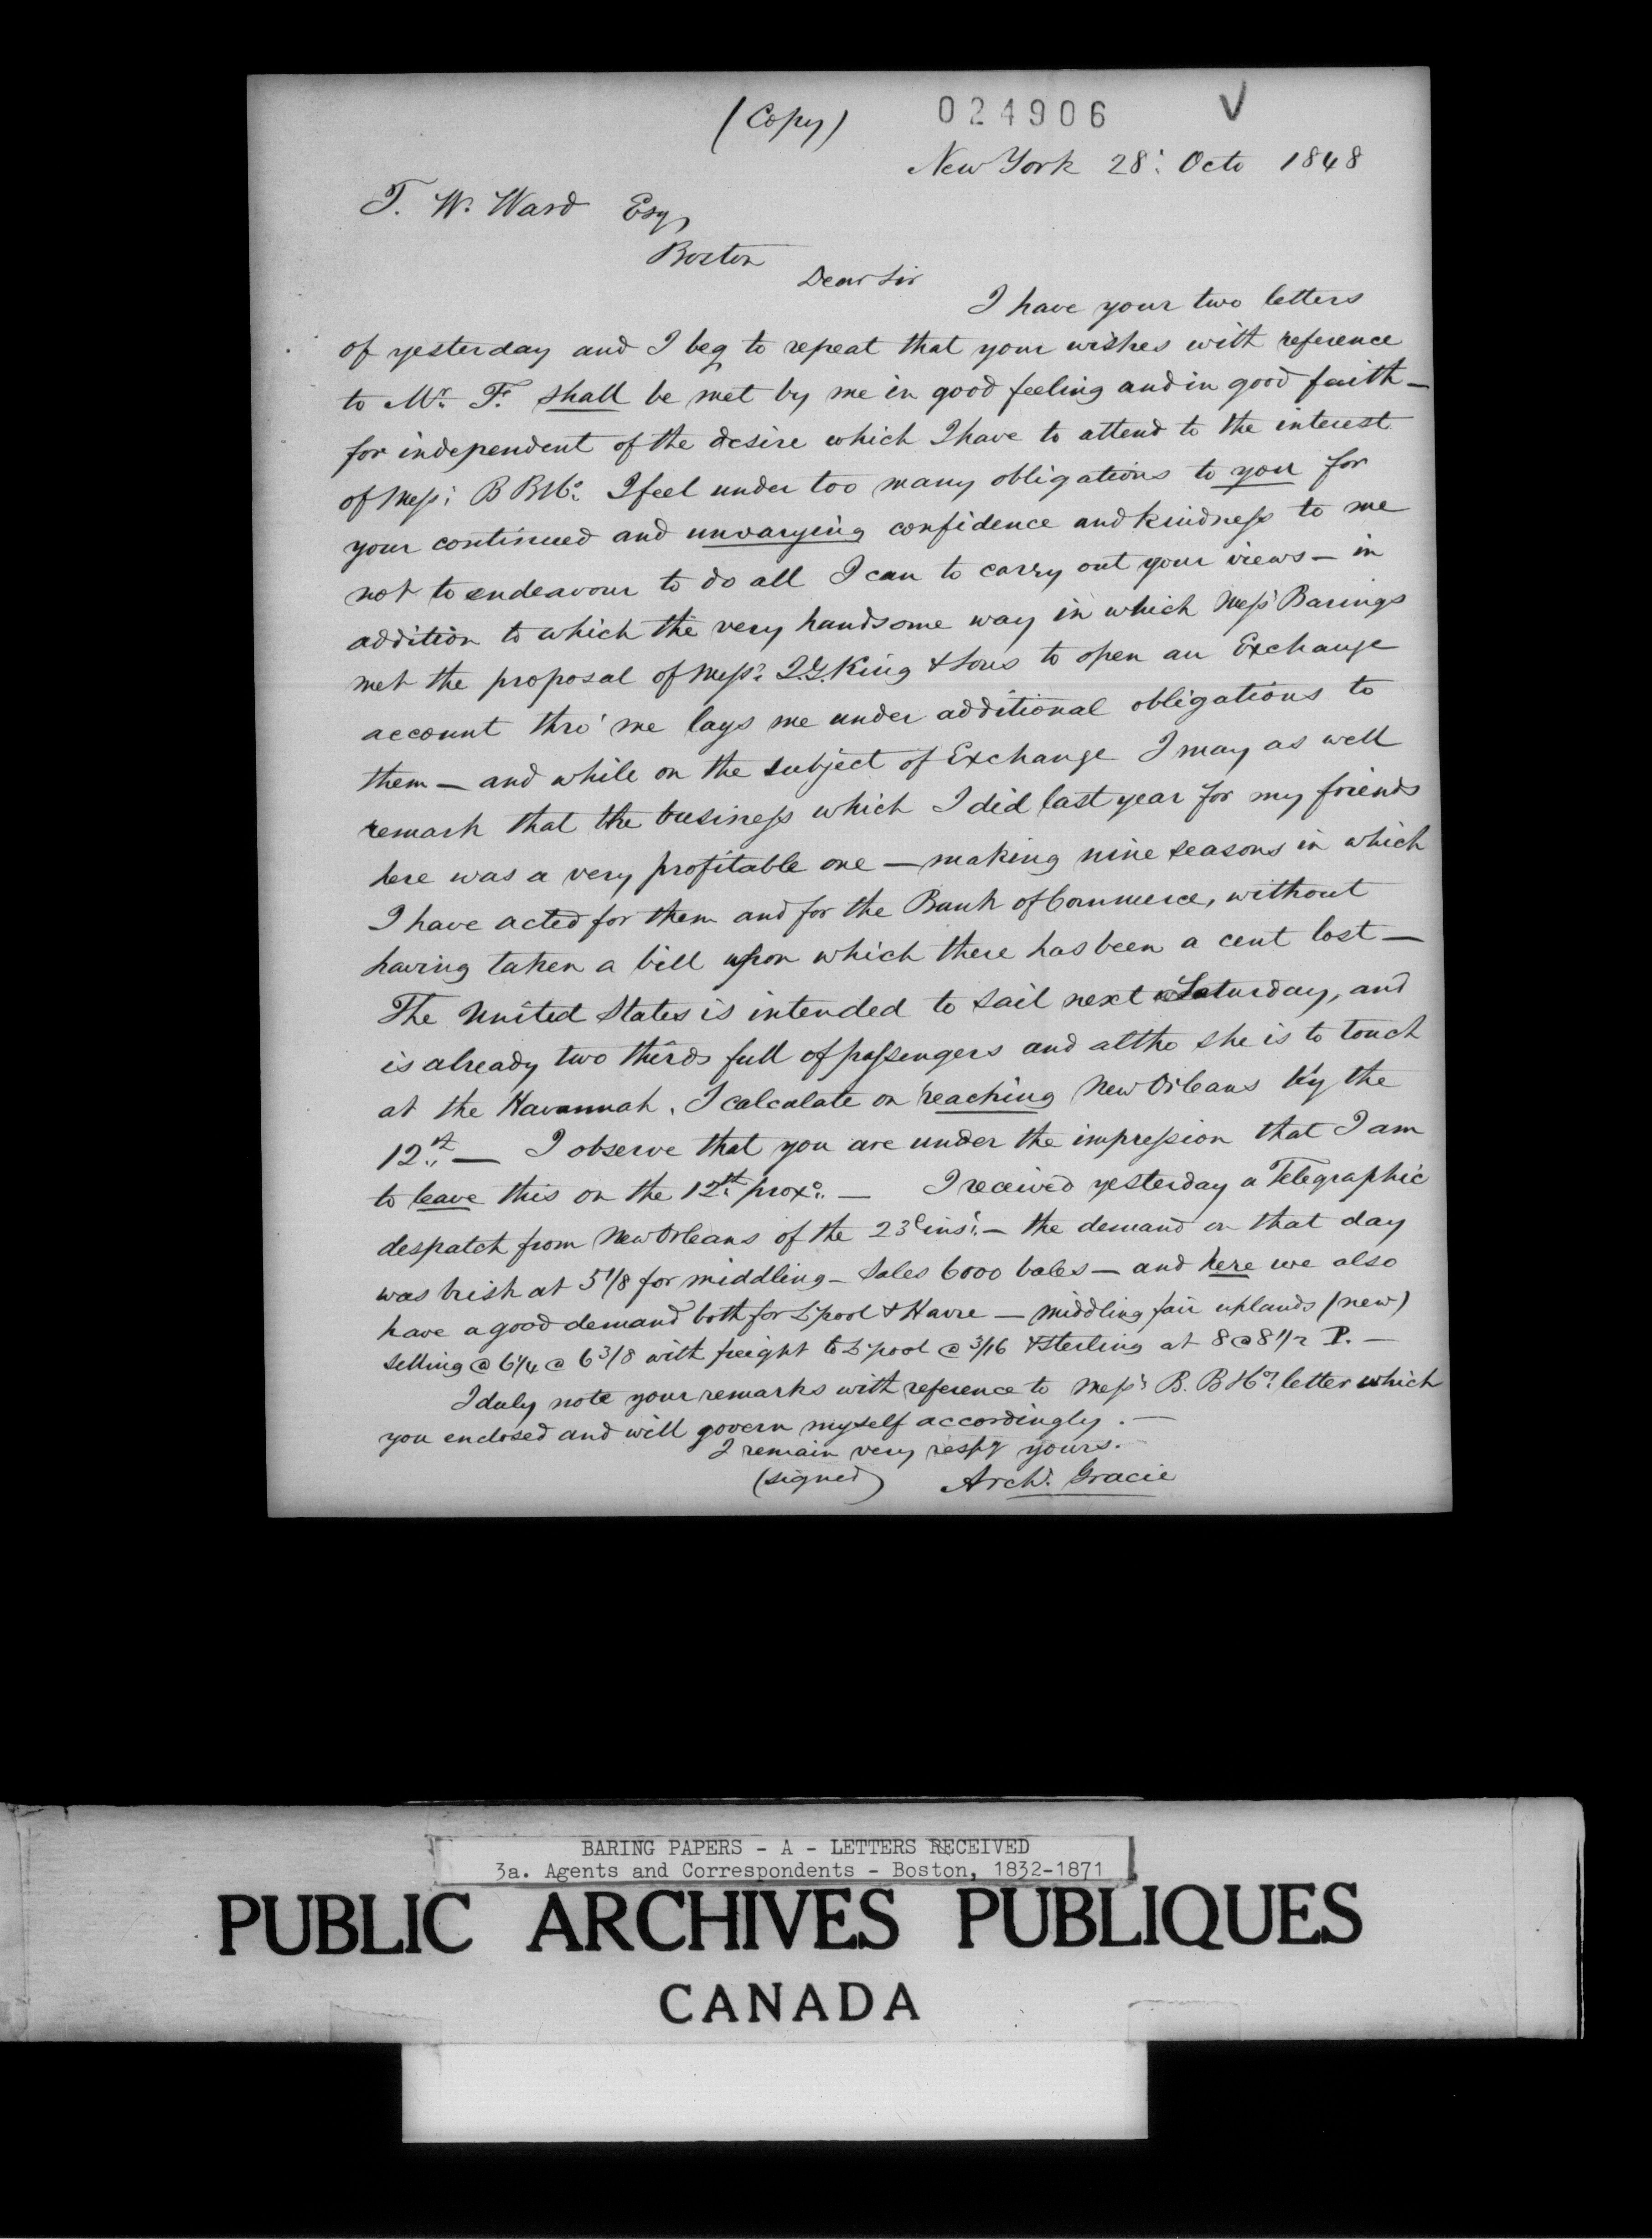 (Copy)
024906 V
New York 28: Octo 1848
T. W. Ward Esq,
Boston
Dear Sir
I have your two letters
of yesterday and I beg to repeat that your wishes with reference
to Mr. F. shall be met by me in good feeling and in good faith —
for independent of the desire which I have to attend to the interest
of Messs: B B & Co: I feel under too many obligations to you for
your continued and unvarying confidence and kindness to me
not to endeavour to do all I can to carry out your views — in
addition to which the very handsome way in which Messs Barings
met the proposal of Messs: J. G. King & Sons to open an Exchange
account thro' me lays me under additional obligations to
them — and while on the subject of Exchange I may as well
remark that the business which I did last year for my friends
here was a very profitable one — making nine seasons in which
I have acted for them and for the Bank of Commerce, without
having taken a bill upon which there has been a cent lost —
The United States is intended to sail next Saturday, and
is already two thirds full of passengers and altho she is to touch
at the Havannah, I calculate on reaching New Orleans by the
12th — I observe that you are under the impression that I am
to leave this on the 12th proxo. — I received yesterday a Telegraphic
despatch from New Orleans of the 23d inst: — the demand on that day
was brisk at 5 1/8 for middling — Sales 6000 bales — and here we also
have a good demand both for L'pool & Havre — middling fair uplands (new)
selling @ 6 1/4 @ 6 3/8 with freight to L'pool @ 3/16 & Sterling at 8 @ 8 1/2 P. —
I duly note your remarks with reference to Messs B. B & Co: letter which
you enclosed and will govern myself accordingly. —
I remain very respy yours. —
(signed) Archd. Gracie
BARING PAPERS - A - LETTERS RECEIVED
3a. Agents and Correspondents - Boston, 1832-1871
PUBLIC ARCHIVES PUBLIQUES
CANADA